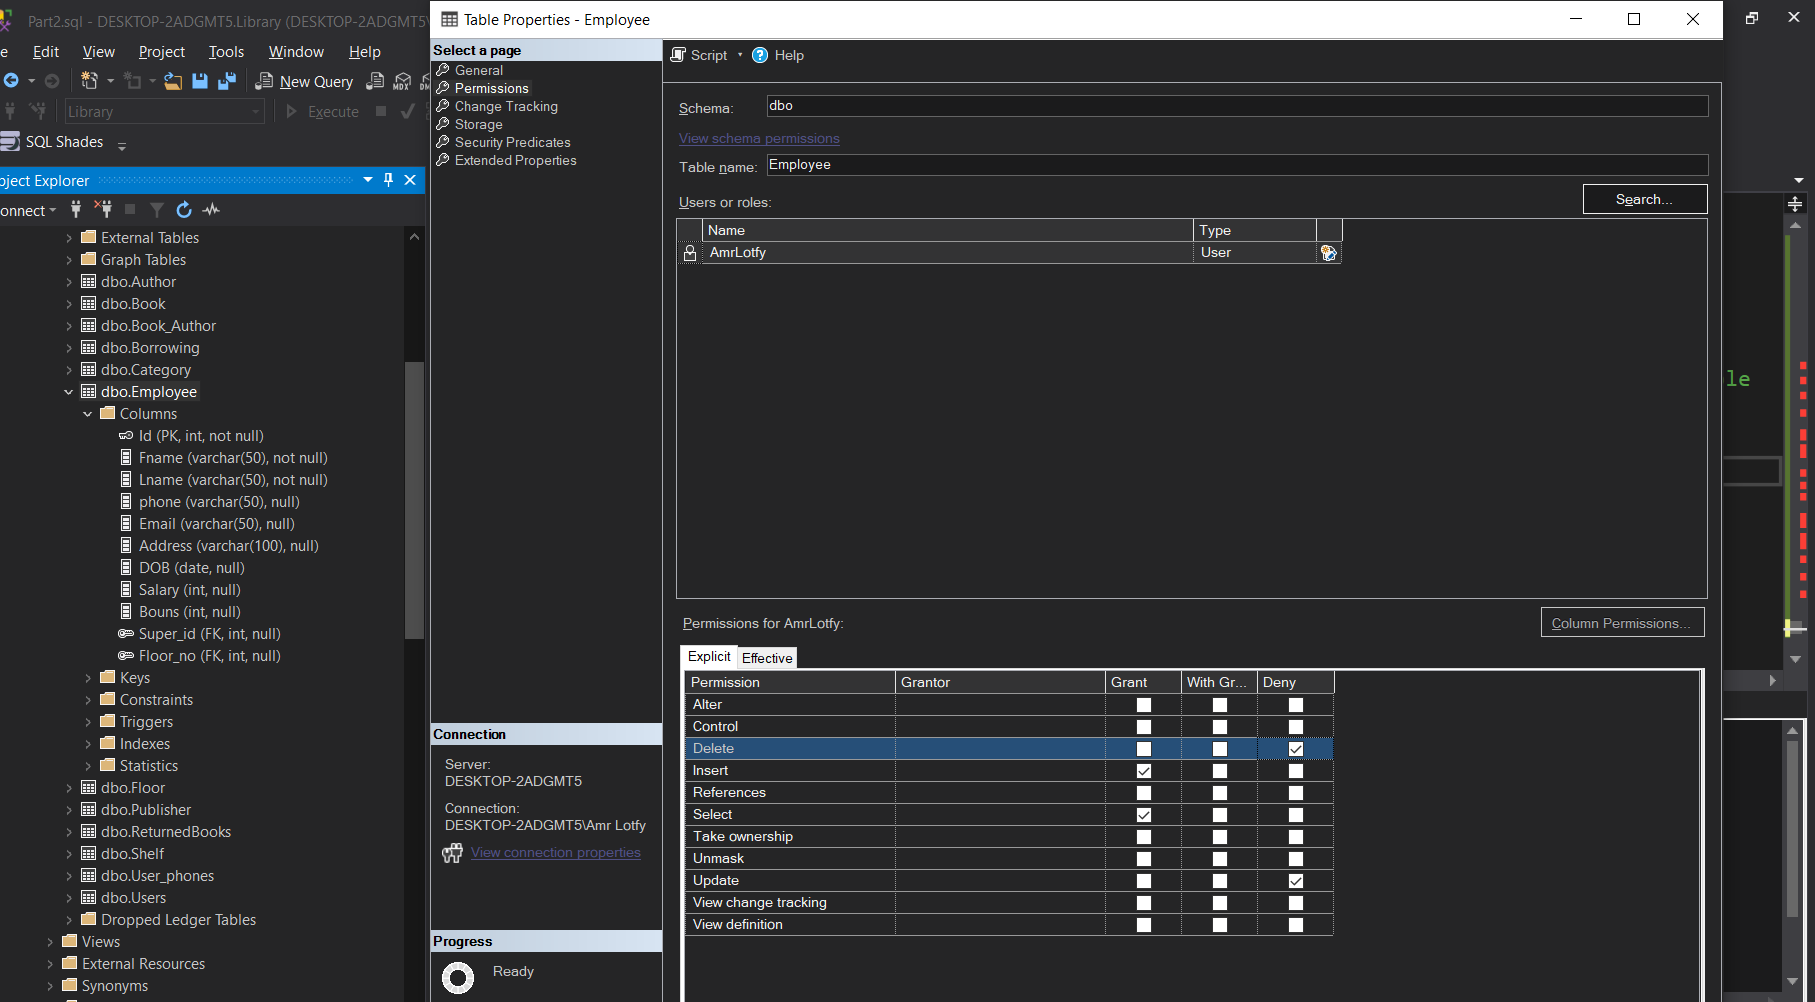 Part2.sql - DESKTOP-2ADGMT5.Library (DESKTOP-2ADGMT5\
e Edit View Project Tools Window Help
New Query MDX DM
Library Execute
SQL Shades
ject Explorer
onnect
External Tables
Graph Tables
dbo.Author
dbo.Book
dbo.Book_Author
dbo.Borrowing
dbo.Category
dbo.Employee
Columns
Id (PK, int, not null)
Fname (varchar(50), not null)
Lname (varchar(50), not null)
phone (varchar(50), null)
Email (varchar(50), null)
Address (varchar(100), null)
DOB (date, null)
Salary (int, null)
Bouns (int, null)
Super_id (FK, int, null)
Floor_no (FK, int, null)
Keys
Constraints
Triggers
Indexes
Statistics
dbo.Floor
dbo.Publisher
dbo.ReturnedBooks
dbo.Shelf
dbo.User_phones
dbo.Users
Dropped Ledger Tables
Views
External Resources
Synonyms
Table Properties - Employee
Select a page
General
Permissions
Change Tracking
Storage
Security Predicates
Extended Properties
Connection
Server:
DESKTOP-2ADGMT5
Connection:
DESKTOP-2ADGMT5\Amr Lotfy
View connection properties
Progress
Ready
Script Help
Schema: dbo
View schema permissions
Table name: Employee
Users or roles: Search...
Name Type
AmrLotfy User
Permissions for AmrLotfy: Column Permissions...
Explicit Effective
Permission Grantor Grant With Gr... Deny
Alter
Control
Delete
Insert
References
Select
Take ownership
Unmask
Update
View change tracking
View definition
le